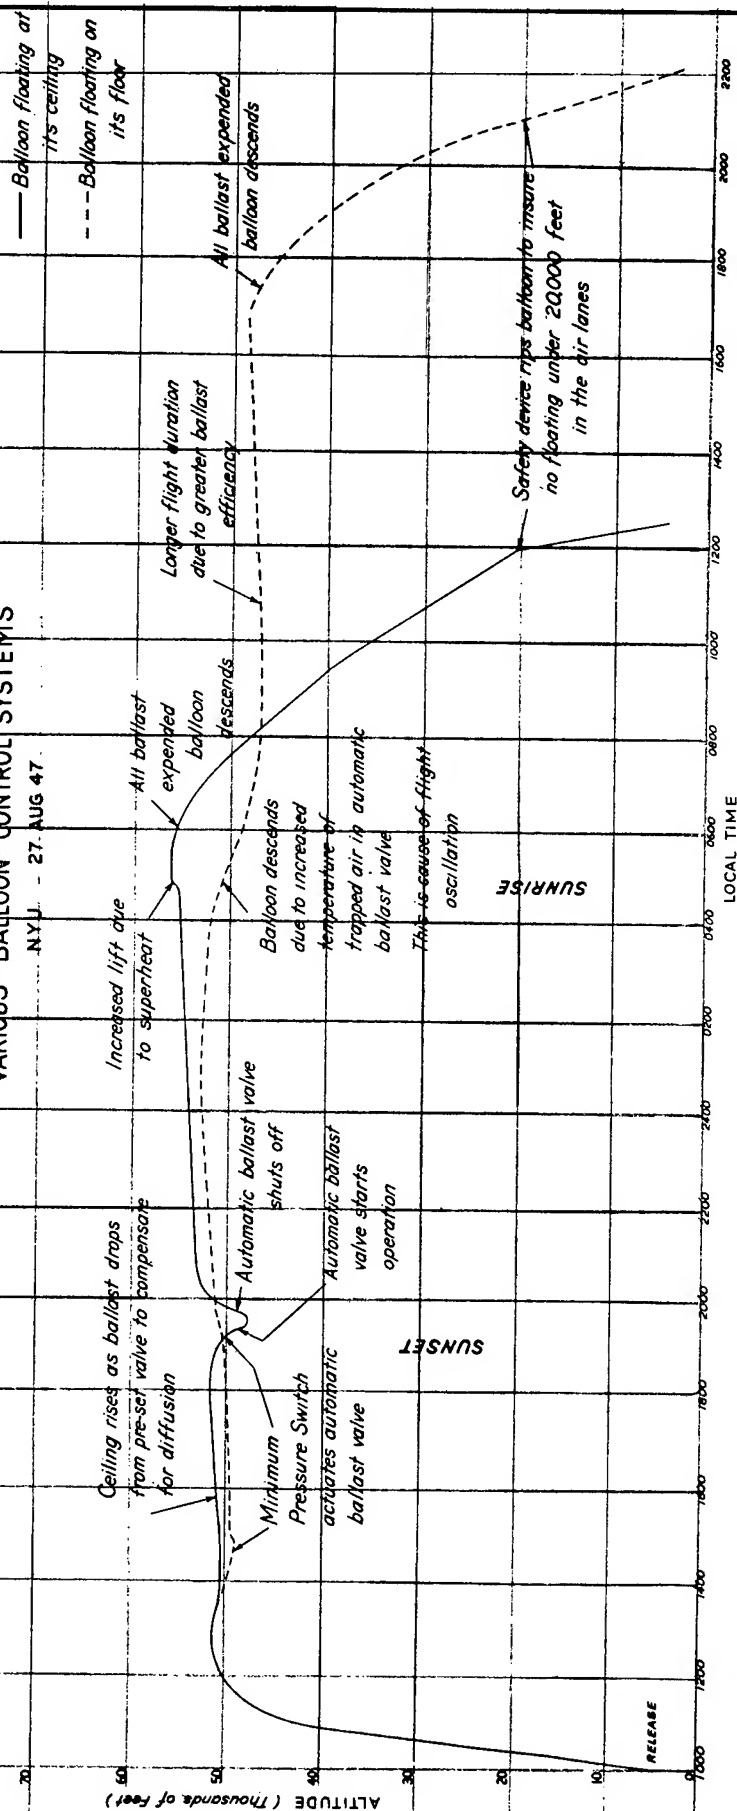 VARIOUS BALLOON CONTROL SYSTEMS
N.Y.U. - 27 AUG 47
Balloon floating at
its ceiling
Balloon floating on
its floor
Ceiling rises as ballast drops
from pre-set valve to compensate
for diffusion
Increased lift due
to superheat
All ballast
expended
balloon
descends
Longer flight duration
due to greater ballast
efficiency
All ballast expended
balloon descends
Minimum
Pressure Switch
actuates automatic
ballast valve
Automatic ballast valve
shuts off
Automatic ballast
valve starts
operation
Balloon descends
due to increased
temperature of
trapped air in automatic
ballast valve
This is cause of flight
oscillation
Safety device rips balloon to insure
no floating under 20,000 feet
in the air lanes
SUNSET
SUNRISE
RELEASE
ALTITUDE (Thousands of Feet)
70
60
50
40
30
20
10
0
1000
1200
1400
1800
1800
2000
2200
2400
0200
0400
0600
0800
1000
1200
1400
1600
1800
2000
2200
LOCAL TIME